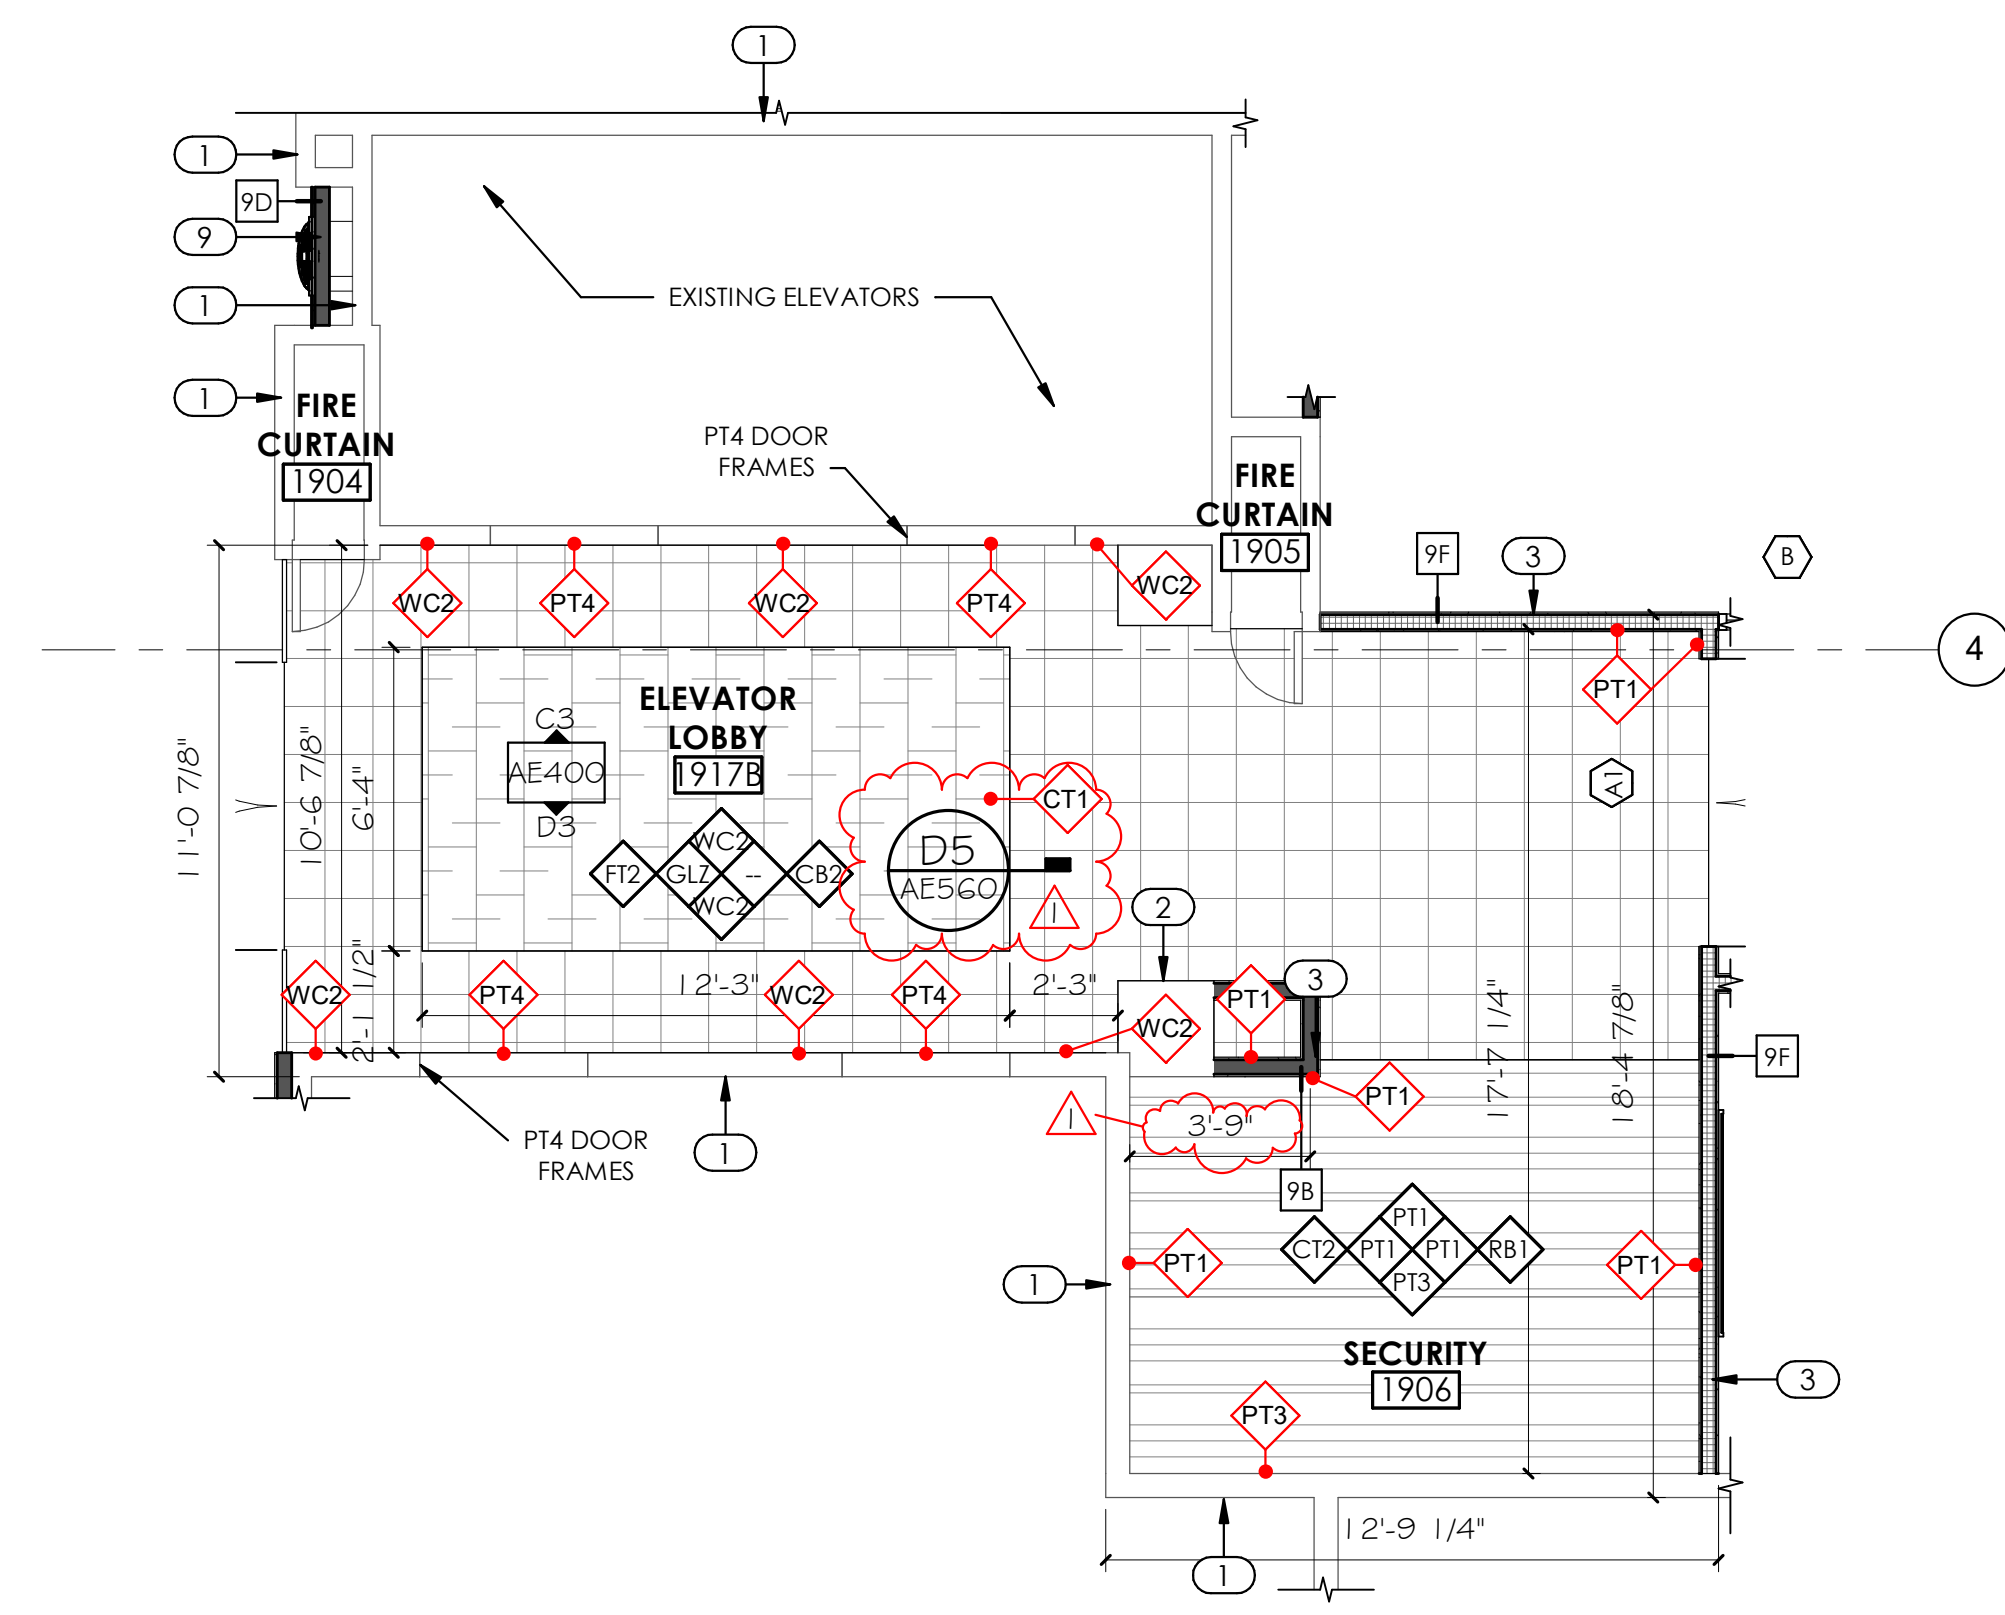 1
1
9D
9
1
EXISTING ELEVATORS
1
FIRE
CURTAIN
1904
PT4 DOOR
FRAMES
FIRE
CURTAIN
1905
9F
3
B
WC2
PT4
WC2
PT4
WC2
4
PT1
ELEVATOR
LOBBY
1917B
C3
AE400
D3
11'-0 7/8"
10'-6 7/8"
6'-4"
2'-1 1/2"
CT1
A1
WC2
FT2
GLZ
--
CB2
WC2
D5
AE560
1
2
WC2
PT4
12'-3"
WC2
PT4
2'-3"
WC2
PT1
3
17'-7 1/4"
18'-4 7/8"
9F
PT1
1
3'-9"
PT4 DOOR
FRAMES
1
9B
PT1
CT2
PT1
PT1
RB1
PT3
PT1
PT1
1
SECURITY
1906
3
PT3
12'-9 1/4"
1